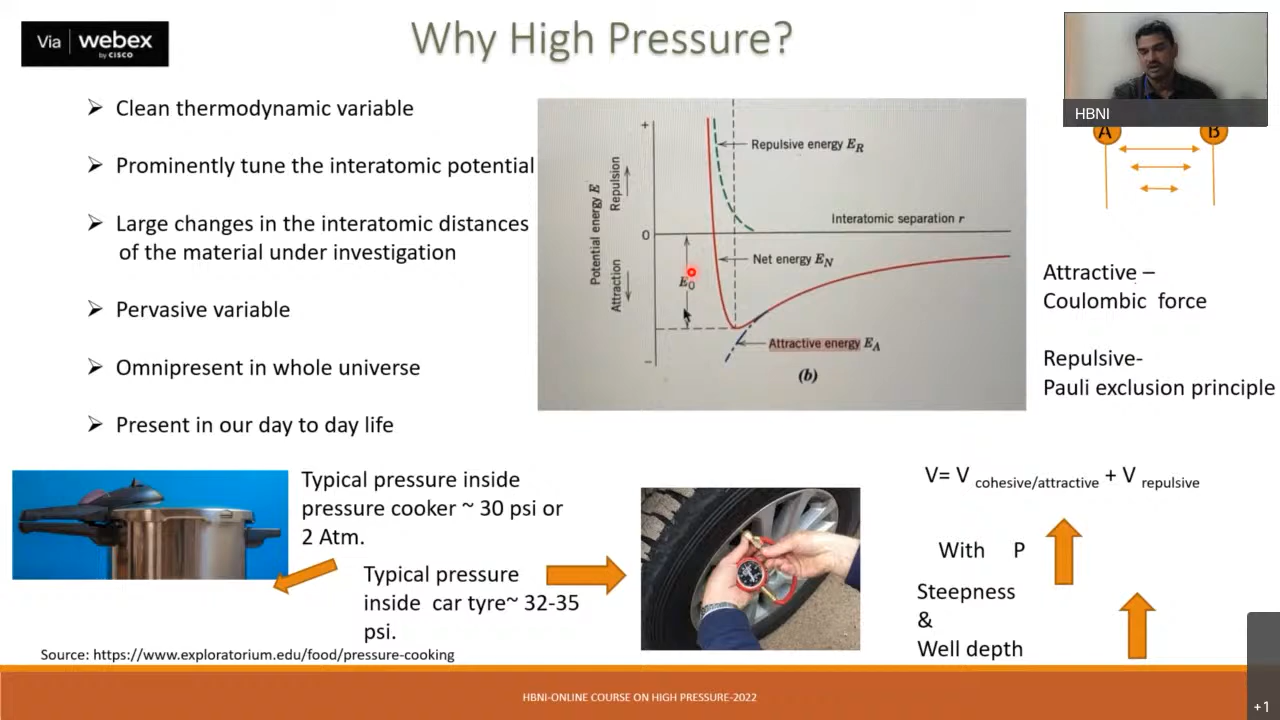 Via webex
by CISCO
Why High Pressure?
HBNI
A B
➢ Clean thermodynamic variable
➢ Prominently tune the interatomic potential
➢ Large changes in the interatomic distances
of the material under investigation
➢ Pervasive variable
➢ Omnipresent in whole universe
➢ Present in our day to day life
+
Repulsive energy E_R
Repulsion
Potential energy E
Interatomic separation r
0
Net energy E_N
E_0
Attraction
Attractive energy E_A
−
(b)
Attractive –
Coulombic force
Repulsive-
Pauli exclusion principle
Typical pressure inside
pressure cooker ~ 30 psi or
2 Atm.
Typical pressure
inside car tyre~ 32-35
psi.
V= V cohesive/attractive + V repulsive
With P
Steepness
&
Well depth
Source: https://www.exploratorium.edu/food/pressure-cooking
HBNI-ONLINE COURSE ON HIGH PRESSURE-2022
+1